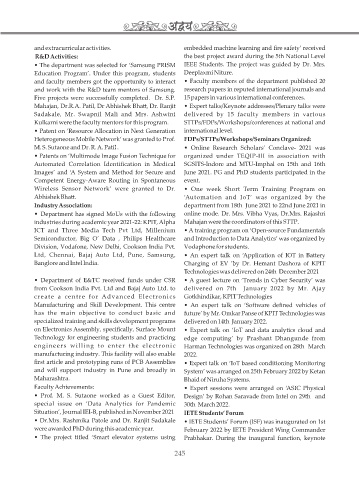 अद्वय
and extracurricular activities.
R&D Activities:
• The department was selected for 'Samsung PRISM
Education Program'. Under this program, students
and faculty members got the opportunity to interact
and work with the R&D team mentors of Samsung.
Five projects were successfully completed. Dr. S.P.
Mahajan, Dr.R.A. Patil, Dr Abhishek Bhatt, Dr. Ranjit
Sadakale, Mr. Swapnil Mali and Mrs. Ashwini
Kulkarni were the faculty mentors for this program.
• Patent on 'Resource Allocation in Next Generation
Heterogeneous Mobile Network' was granted to Prof.
M. S. Sutaone and Dr. R. A. Patil.
• Patents on 'Multimode Image Fusion Technique for
Automated Correlation Identification in Medical
Images' and 'A System and Method for Secure and
Competent Energy-Aware Routing in Spontaneous
Wireless Sensor Network' were granted to Dr.
Abhishek Bhatt.
Industry Association:
• Department has signed MoUs with the following
industries during academic year 2021-22: KPIT, Alpha
ICT and Three Media Tech Pvt Ltd, Millenium
Semiconductor, Big O' Data , Philips Healthcare
Division, Vodafone, New Delhi, Cookson India Pvt.
Ltd, Chennai, Bajaj Auto Ltd, Pune, Samsung,
Banglore and Intel India.
• Department of E&TC received funds under CSR
from Cookson India Pvt. Ltd and Bajaj Auto Ltd. to
create a centre for Advanced Electronics
Manufacturing and Skill Development. This centre
has the main objective to conduct basic and
specialized training and skills development programs
on Electronics Assembly, specifically, Surface Mount
Technology for engineering students and practicing
engineers willing to enter the electronic
manufacturing industry. This facility will also enable
first article and prototyping runs of PCB Assemblies
and will support industry in Pune and broadly in
Maharashtra.
Faculty Achievements:
• Prof. M. S. Sutaone worked as a Guest Editor,
special issue on 'Data Analytics for Pandemic
Situation', Journal IEI-B, published in November 2021
• Dr.Mrs. Rashmika Patole and Dr. Ranjit Sadakale
were awarded PhD during this academic year.
• The project titled 'Smart elevator systems using
embedded machine learning and fire safety' received
the best project award during the 5th National Level
IEEE Students. The project was guided by Dr. Mrs.
Deeplaxmi Niture.
• Faculty members of the department published 20
research papers in reputed international journals and
15 papers in various international conferences.
• Expert talks/Keynote addresses/Plenary talks were
delivered by 15 faculty members in various
STTPs/FDPs/Workshop/conferences at national and
international level.
FDPs/STTPs/Workshops/Seminars Organized:
• Online Research Scholars' Conclave- 2021 was
organized under TEQIP-III in association with
SGSITS-Indore and MTU-Imphal on 15th and 16th
June 2021. PG and PhD students participated in the
event.
• One week Short Term Training Program on
'Automation and IoT' was organized by the
department from 18th June 2021 to 22nd June 2021 in
online mode. Dr. Mrs. Vibha Vyas, Dr.Mrs. Rajashri
Mahajan were the coordinators of this STTP.
• A training program on 'Open-source Fundamentals
and Introduction to Data Analytics' was organized by
Vodaphone for students.
• An expert talk on 'Application of IOT in Battery
Charging of EV.' by Dr. Hemant Dashora of KPIT
Technologies was delivered on 24th December 2021
• A guest lecture on 'Trends in Cyber Security' was
delivered on 7th January 2022 by Mr. Ajay
Gothkhindikar, KPIT Technologies
• An expert talk on 'Software defined vehicles of
future' by Mr. Omkar Panse of KPIT Technologies was
delivered on 14th January 2022.
• Expert talk on 'IoT and data analytics cloud and
edge computing' by Prashant Dhangunde from
Harman Technologies was organized on 28th March
2022.
• Expert talk on 'IoT based conditioning Monitoring
System' was arranged on 25th February 2022 by Ketan
Bhaid of Niruha Systems.
• Expert sessions were arranged on 'ASIC Physical
Design' by Rohan Suravade from Intel on 29th and
30th March 2022.
IETE Students' Forum
• IETE Students' Forum (ISF) was inaugurated on 1st
February 2022 by IETE President Wing Commander
Prabhakar. During the inaugural function, keynote
245